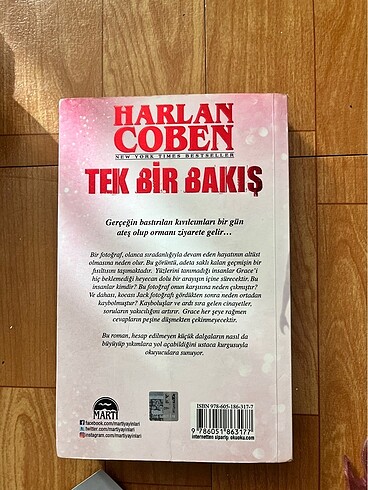 HARLAN
COBEN
NEW YORK TIMES BESTSELLER
TEK BİR BAKIŞ
Gerçeğin bastırılan kıvılcımları bir gün
ateş olup ormanı ziyarete gelir…
Bir fotoğraf, olanca sıradanlığıyla devam eden hayatının altüst
olmasına neden olur. Bu görüntü, adeta saklı kalan geçmişin bir
fısıltısını taşımaktadır. Yüzlerini tanımadığı insanlar Grace'i
hiç beklemediği heyecan dolu bir arayışın içine sürecektir. Bu
insanlar kimdir? Bu fotoğraf onun karşısına neden çıkmıştır?
Ve dahası, kocası Jack fotoğrafı gördükten sonra neden ortadan
kaybolmuştur? Kayboluşlar ve ardı sıra gelen cinayetler,
soruların yakıcılığını artırır. Grace her şeye rağmen
cevapların peşine düşmekten çekinmeyecektir.
Bu roman, hesap edilmeyen küçük dalgaların nasıl da
büyüyüp yıkımlara yol açabildiğini ustaca kurgusuyla
okuyuculara sunuyor.
MARTI
facebook.com/martiyayinlari
twitter.com/martiyayinlari
instagram.com/martiyayinlari
ISBN 978-605-186-317-7
9 786051 863177
internetten sipariş: okuoku.com